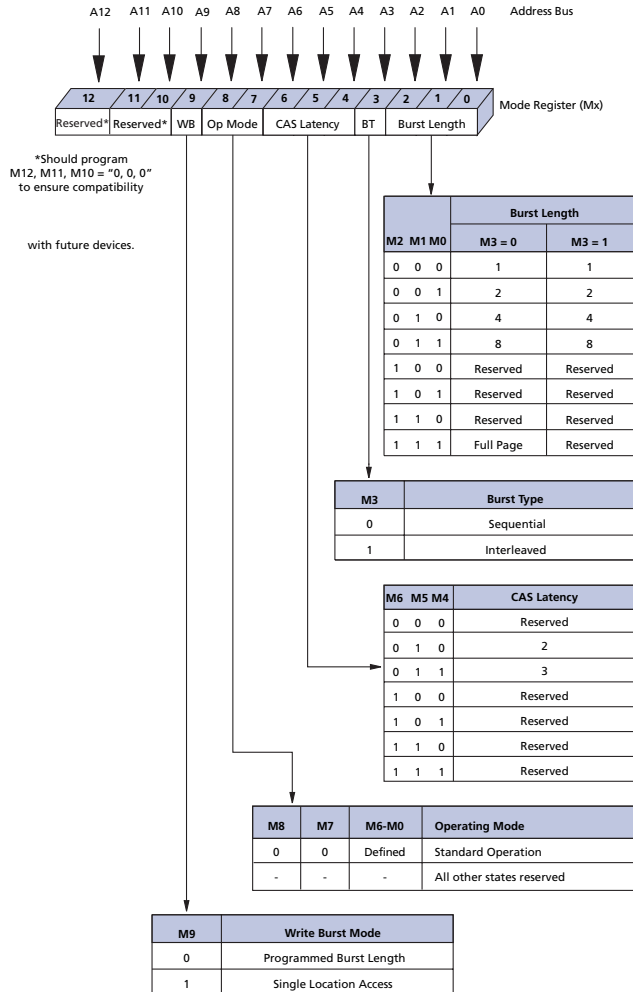 A12 A11 A10 A9 A8 A7 A6 A5 A4 A3 A2 A1 A0 Address Bus
12 11 10 9 8 7 6 5 4 3 2 1 0
Mode Register (Mx)
Reserved* Reserved* WB Op Mode CAS Latency BT Burst Length
*Should program
M12, M11, M10 = "0, 0, 0"
to ensure compatibility
with future devices.
Burst Length
M2 M1 M0 M3 = 0 M3 = 1
0 0 0 1 1
0 0 1 2 2
0 1 0 4 4
0 1 1 8 8
1 0 0 Reserved Reserved
1 0 1 Reserved Reserved
1 1 0 Reserved Reserved
1 1 1 Full Page Reserved
M3 Burst Type
0 Sequential
1 Interleaved
M6 M5 M4 CAS Latency
0 0 0 Reserved
0 1 0 2
0 1 1 3
1 0 0 Reserved
1 0 1 Reserved
1 1 0 Reserved
1 1 1 Reserved
M8 M7 M6-M0 Operating Mode
0 0 Defined Standard Operation
- - - All other states reserved
M9 Write Burst Mode
0 Programmed Burst Length
1 Single Location Access